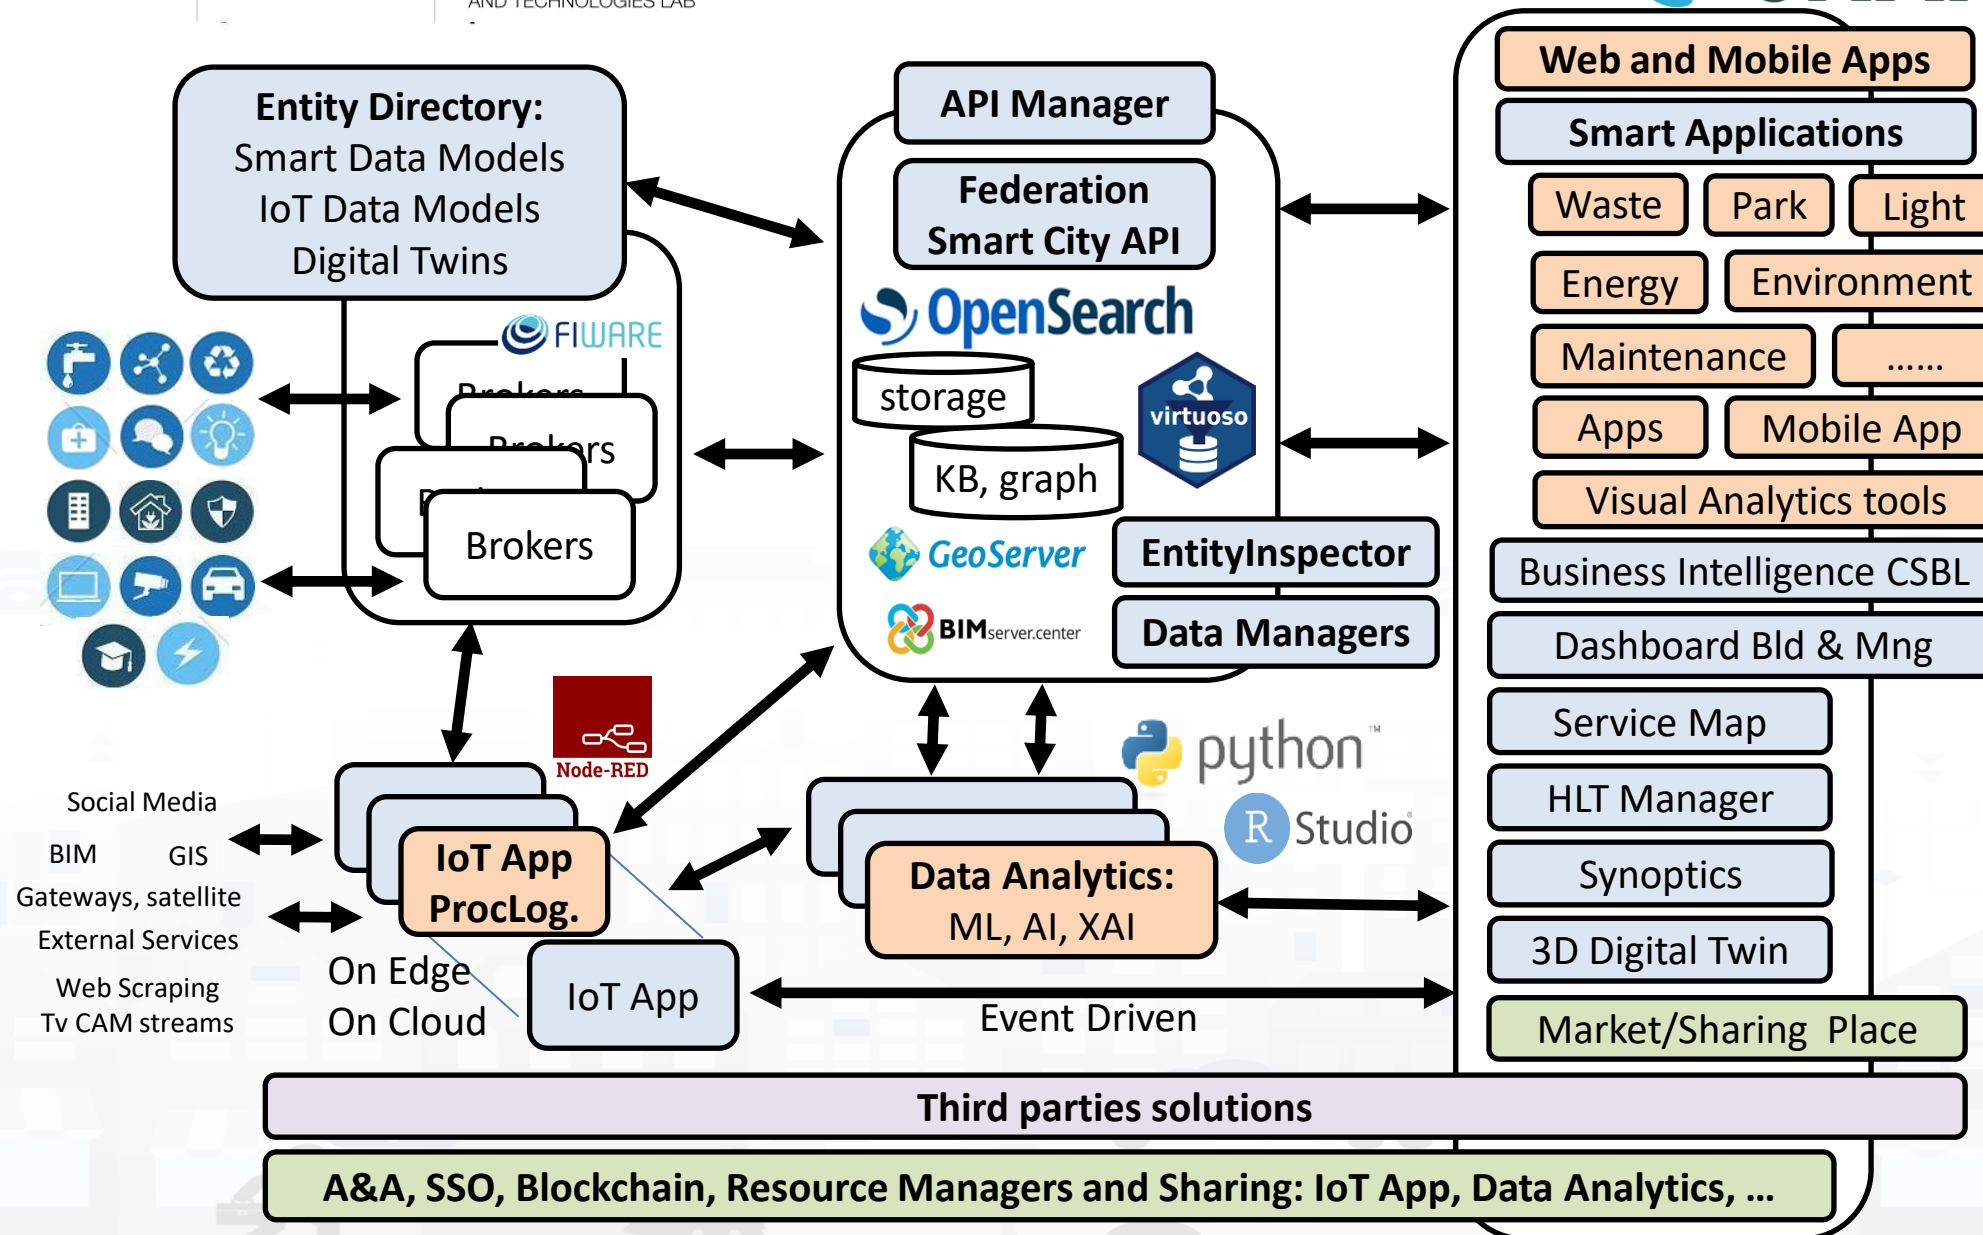 AND TECHNOLOGIES LAB
Entity Directory:
Smart Data Models
IoT Data Models
Digital Twins
FIWARE
Brokers
Brokers
Brokers
API Manager
Federation
Smart City API
OpenSearch
storage
virtuoso
KB, graph
GeoServer
EntityInspector
BIMserver.center
Data Managers
Web and Mobile Apps
Smart Applications
Waste
Park
Light
Energy
Environment
Maintenance
......
Apps
Mobile App
Visual Analytics tools
Business Intelligence CSBL
Dashboard Bld & Mng
Service Map
HLT Manager
Synoptics
3D Digital Twin
Market/Sharing Place
Node-RED
python™
R Studio
Social Media
BIM GIS
Gateways, satellite
External Services
Web Scraping
Tv CAM streams
IoT App
ProcLog.
On Edge
On Cloud
IoT App
Data Analytics:
ML, AI, XAI
Event Driven
Third parties solutions
A&A, SSO, Blockchain, Resource Managers and Sharing: IoT App, Data Analytics, ...